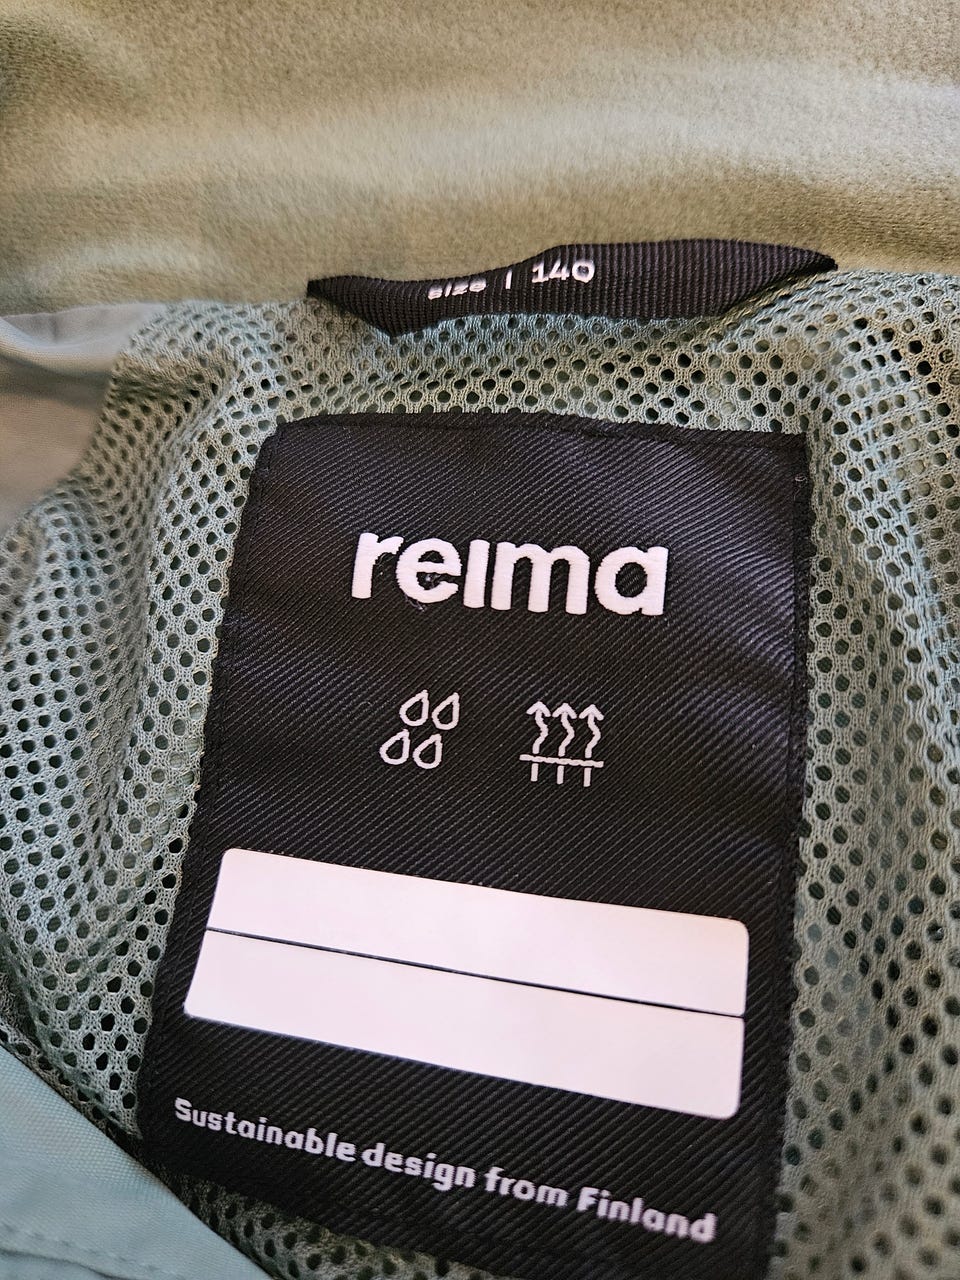 size | 140
reima
Sustainable design from Finland